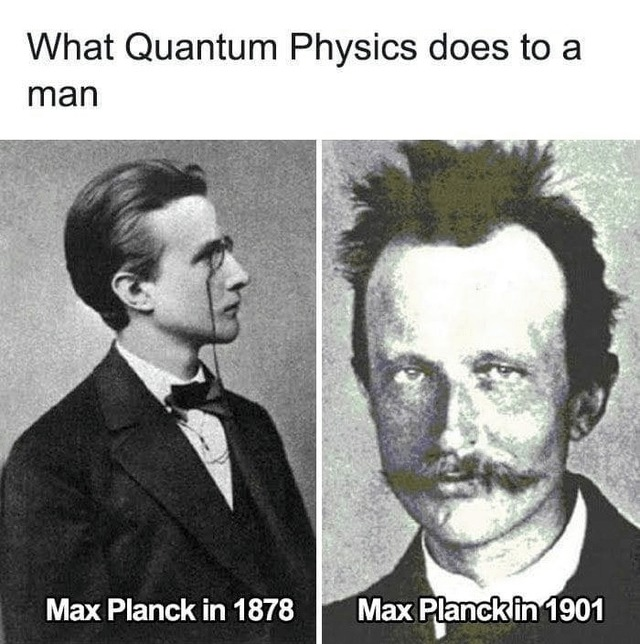 What Quantum Physics does to a
man
Max Planck in 1878
Max Planck in 1901